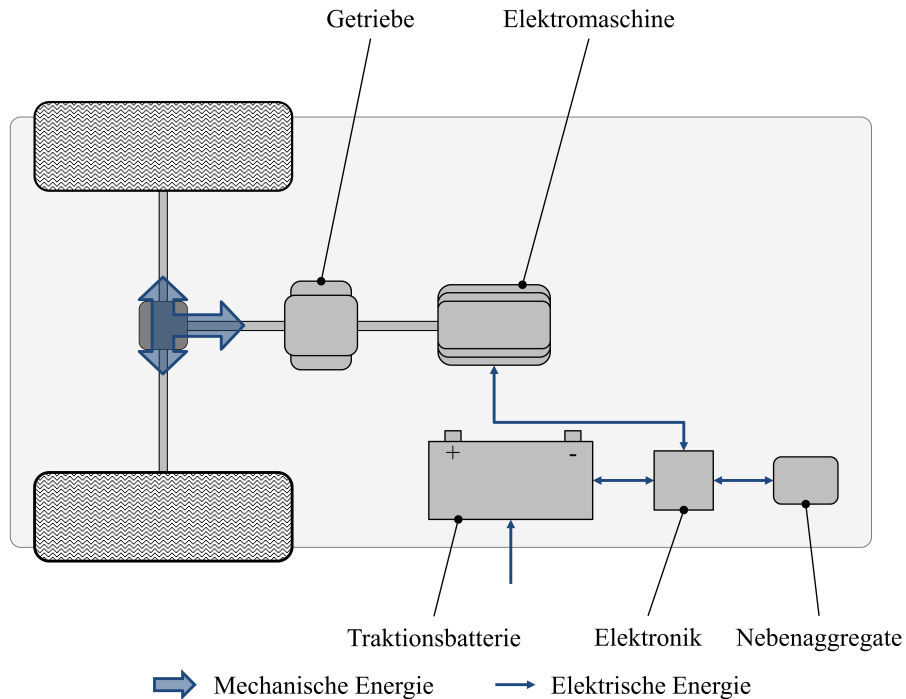 Getriebe
Elektromaschine
+
-
Traktionsbatterie
Elektronik
Nebenaggregate
Mechanische Energie
Elektrische Energie